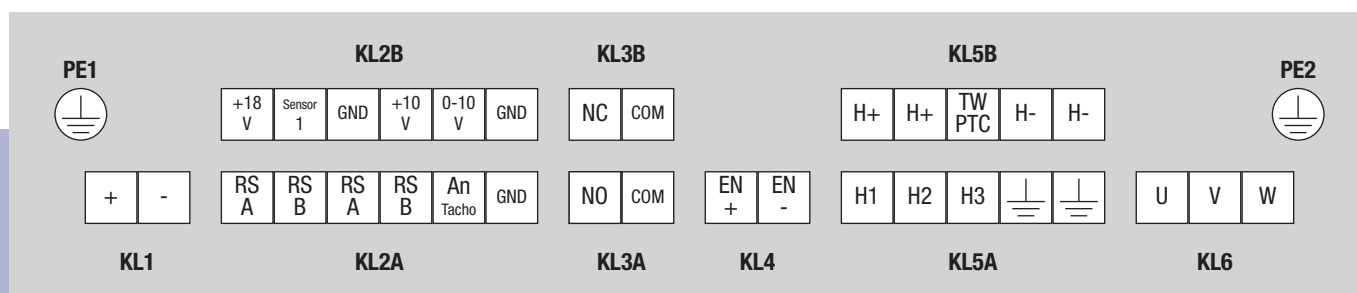 KL2B KL3B KL5B
PE1 PE2
+18 V Sensor 1 GND +10 V 0-10 V GND NC COM H+ H+ TW PTC H- H-
+ - RS A RS B RS A RS B An Tacho GND NO COM EN + EN - H1 H2 H3 U V W
KL1 KL2A KL3A KL4 KL5A KL6